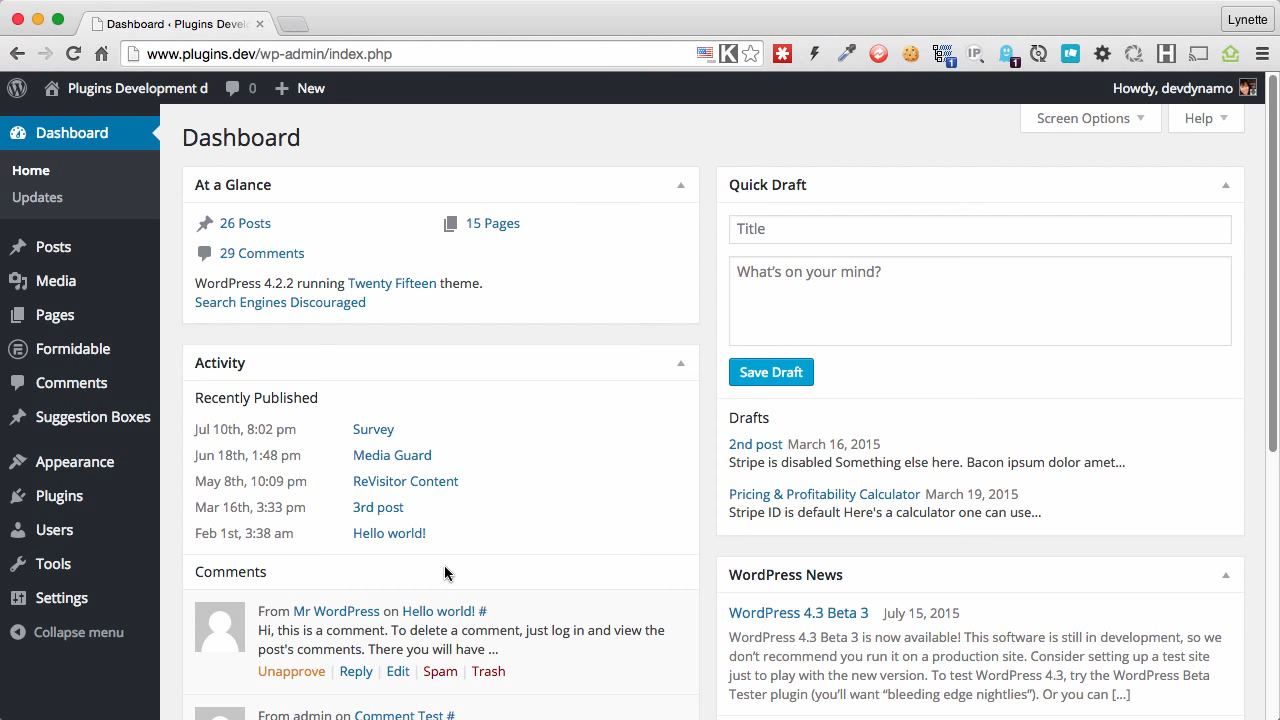 Dashboard ‹ Plugins Devel
Lynette
www.plugins.dev/wp-admin/index.php
Plugins Development d
0
New
Howdy, devdynamo
Dashboard
Home
Updates
Posts
Media
Pages
Formidable
Comments
Suggestion Boxes
Appearance
Plugins
Users
Tools
Settings
Collapse menu
Screen Options
Help
Dashboard
At a Glance
26 Posts
15 Pages
29 Comments
WordPress 4.2.2 running Twenty Fifteen theme.
Search Engines Discouraged
Activity
Recently Published
Jul 10th, 8:02 pm Survey
Jun 18th, 1:48 pm Media Guard
May 8th, 10:09 pm ReVisitor Content
Mar 16th, 3:33 pm 3rd post
Feb 1st, 3:38 am Hello world!
Comments
From Mr WordPress on Hello world! #
Hi, this is a comment. To delete a comment, just log in and view the
post's comments. There you will have ...
Unapprove | Reply | Edit | Spam | Trash
From admin on Comment Test #
Quick Draft
Title
What's on your mind?
Save Draft
Drafts
2nd post March 16, 2015
Stripe is disabled Something else here. Bacon ipsum dolor amet…
Pricing & Profitability Calculator March 19, 2015
Stripe ID is default Here's a calculator one can use…
WordPress News
WordPress 4.3 Beta 3 July 15, 2015
WordPress 4.3 Beta 3 is now available! This software is still in development, so we
don't recommend you run it on a production site. Consider setting up a test site
just to play with the new version. To test WordPress 4.3, try the WordPress Beta
Tester plugin (you'll want “bleeding edge nightlies”). Or you can […]